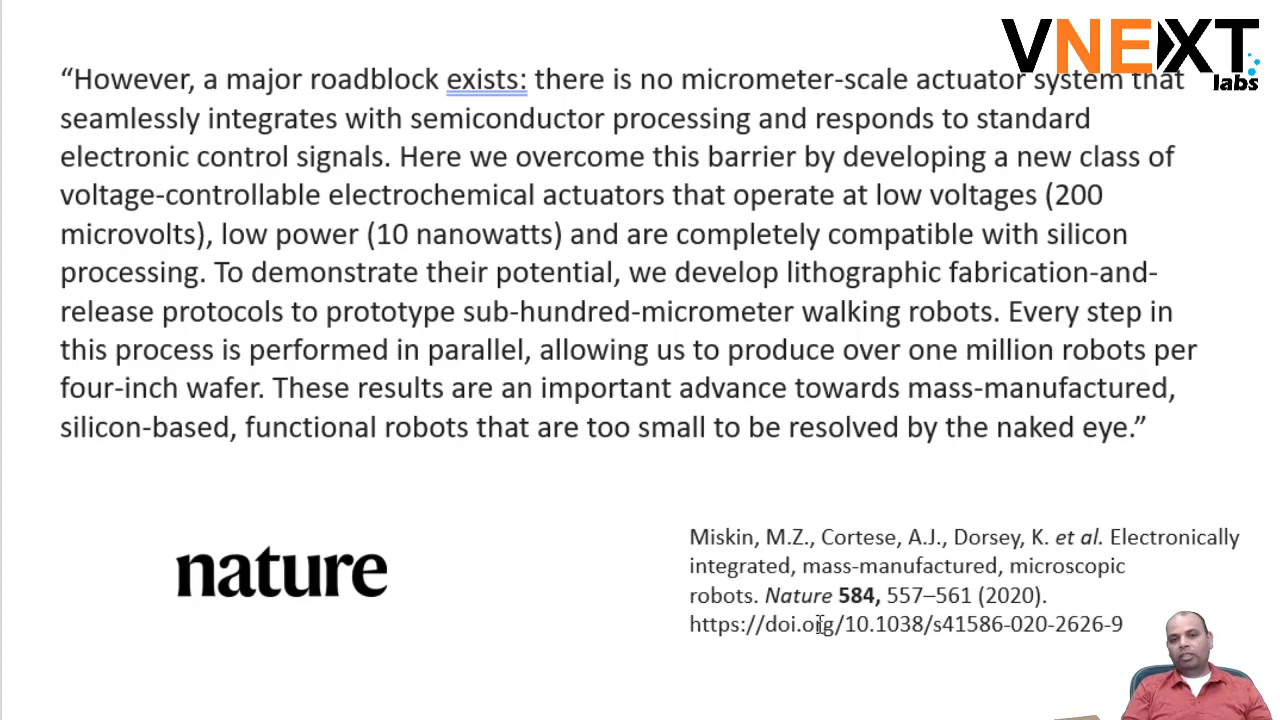 VNEXT
labs
“However, a major roadblock exists: there is no micrometer-scale actuator system that
seamlessly integrates with semiconductor processing and responds to standard
electronic control signals. Here we overcome this barrier by developing a new class of
voltage-controllable electrochemical actuators that operate at low voltages (200
microvolts), low power (10 nanowatts) and are completely compatible with silicon
processing. To demonstrate their potential, we develop lithographic fabrication-and-
release protocols to prototype sub-hundred-micrometer walking robots. Every step in
this process is performed in parallel, allowing us to produce over one million robots per
four-inch wafer. These results are an important advance towards mass-manufactured,
silicon-based, functional robots that are too small to be resolved by the naked eye.”
nature
Miskin, M.Z., Cortese, A.J., Dorsey, K. et al. Electronically
integrated, mass-manufactured, microscopic
robots. Nature 584, 557–561 (2020).
https://doi.org/10.1038/s41586-020-2626-9